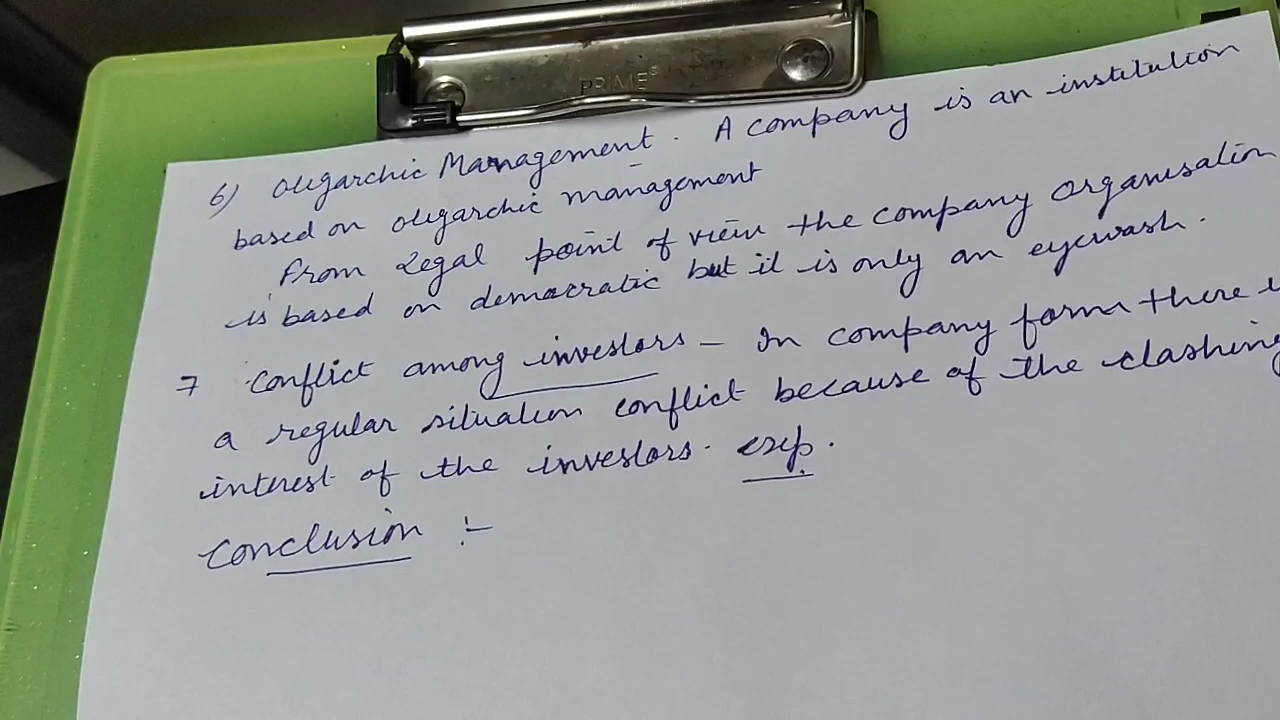 PRIME
6) Oligarchic Management. A company is an institution
based on oligarchic management
From Legal point of view the company organisation
is based on democratic but it is only an eyewash.
7 Conflict among investors – In company form there i
a regular situation conflict because of the clashing
interest of the investors. exp.
Conclusion :-